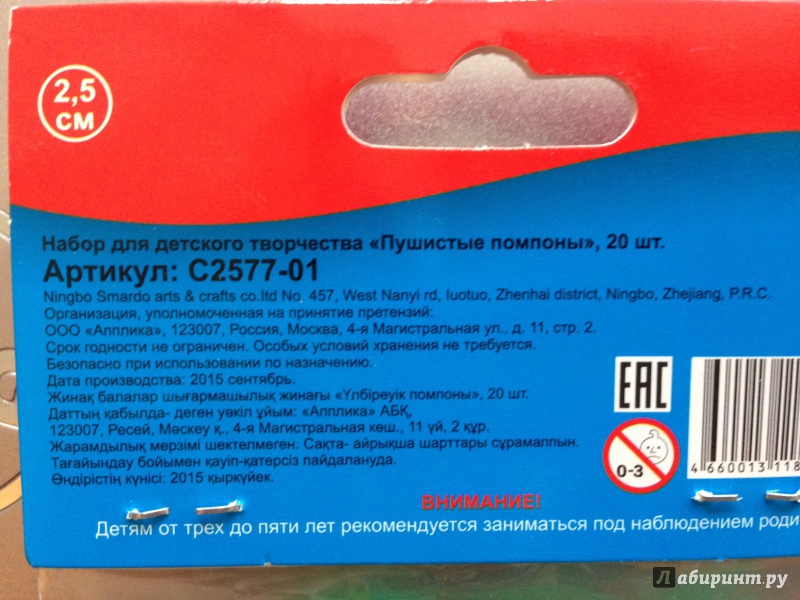 2,5
см
Набор для детского творчества «Пушистые помпоны», 20 шт.
Артикул: С2577-01
Ningbo Smardo arts & crafts co.ltd No. 457, West Nanyi rd, luotuo, Zhenhai district, Ningbo, Zhejiang, P.R.C.
Организация, уполномоченная на принятие претензий:
ООО «Апплика», 123007, Россия, Москва, 4-я Магистральная ул., д. 11, стр. 2.
Срок годности не ограничен. Особых условий хранения не требуется.
Безопасно при использовании по назначению.
Дата производства: 2015 сентябрь.
Жинақ балалар шығармашылық жинағы «Үлбіреуік помпоны», 20 шт.
Даттың қабылда- деген уәкіл ұйым: «Апплика» АБҚ,
123007, Ресей, Мәскеу қ., 4-я Магистральная көш., 11 үй, 2 құр.
Жарамдылық мерзімі шектелмеген. Сақта- айрықша шарттары сұрамаппын.
Тағайындау бойымен қауіп-қатерсіз пайдалануда.
Өндірістің күнісі: 2015 қыркүйек.
EAC
0-3
4 660013 118
ВНИМАНИЕ!
Детям от трех до пяти лет рекомендуется заниматься под наблюдением роди
Лабиринт.ру